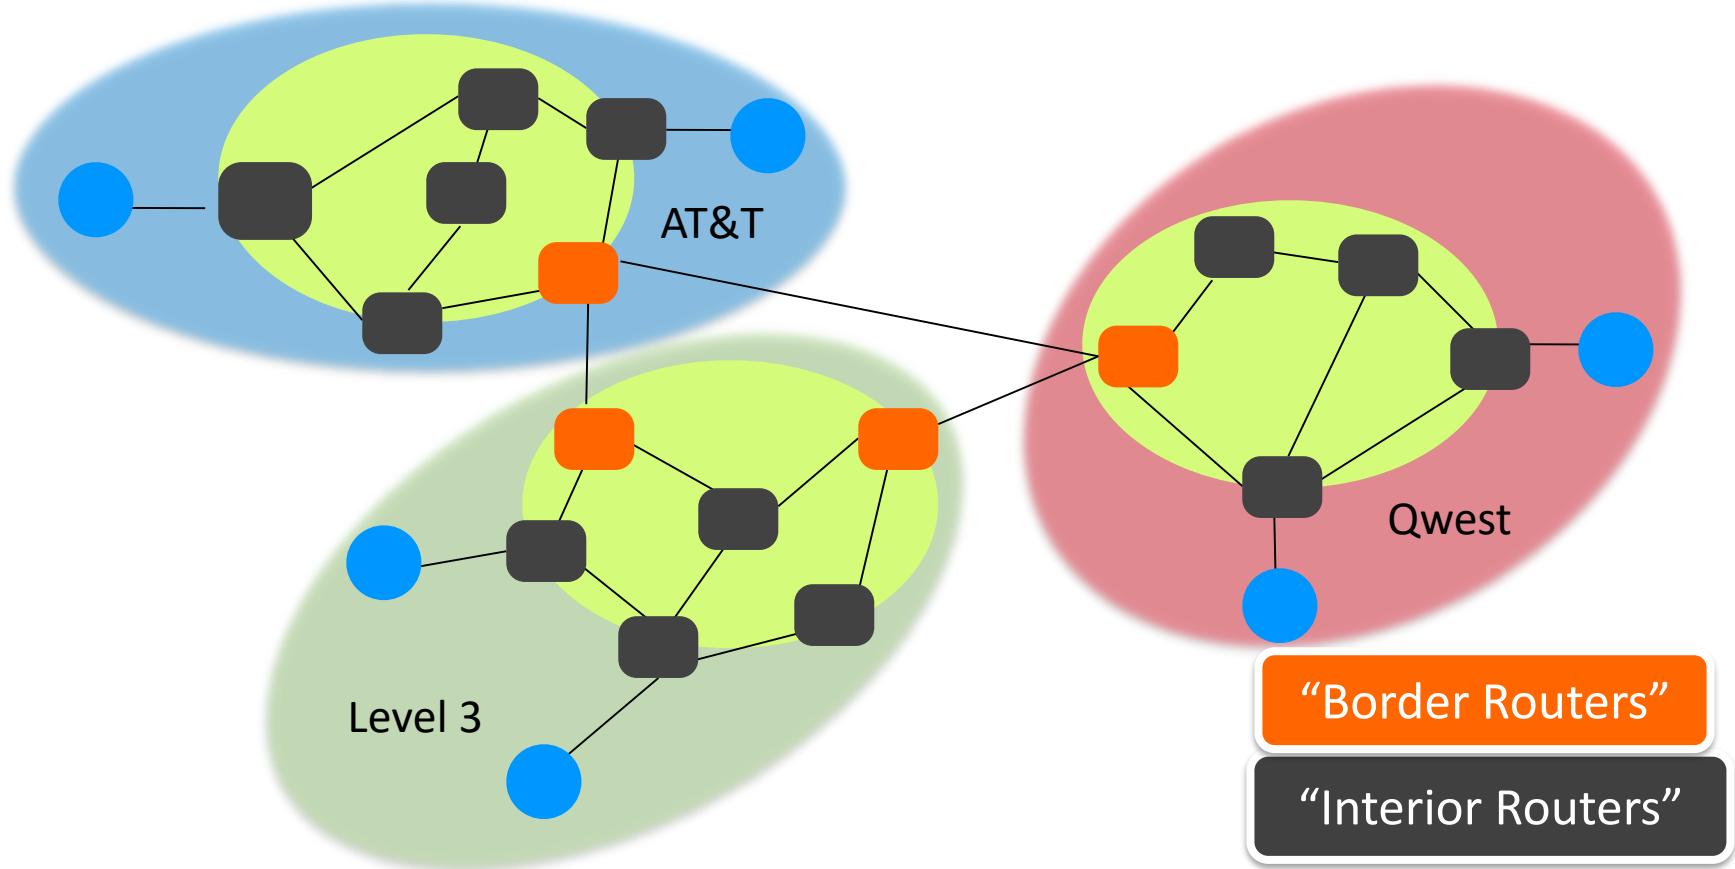 AT&T
Qwest
Level 3
“Border Routers”
“Interior Routers”